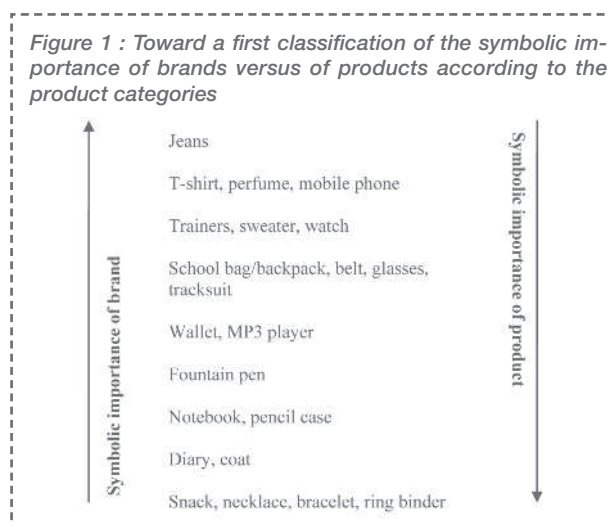 Figure 1 : Toward a first classification of the symbolic im-
portance of brands versus of products according to the
product categories
Symbolic importance of brand
Jeans
T-shirt, perfume, mobile phone
Trainers, sweater, watch
School bag/backpack, belt, glasses,
tracksuit
Wallet, MP3 player
Fountain pen
Notebook, pencil case
Diary, coat
Snack, necklace, bracelet, ring binder
Symbolic importance of product